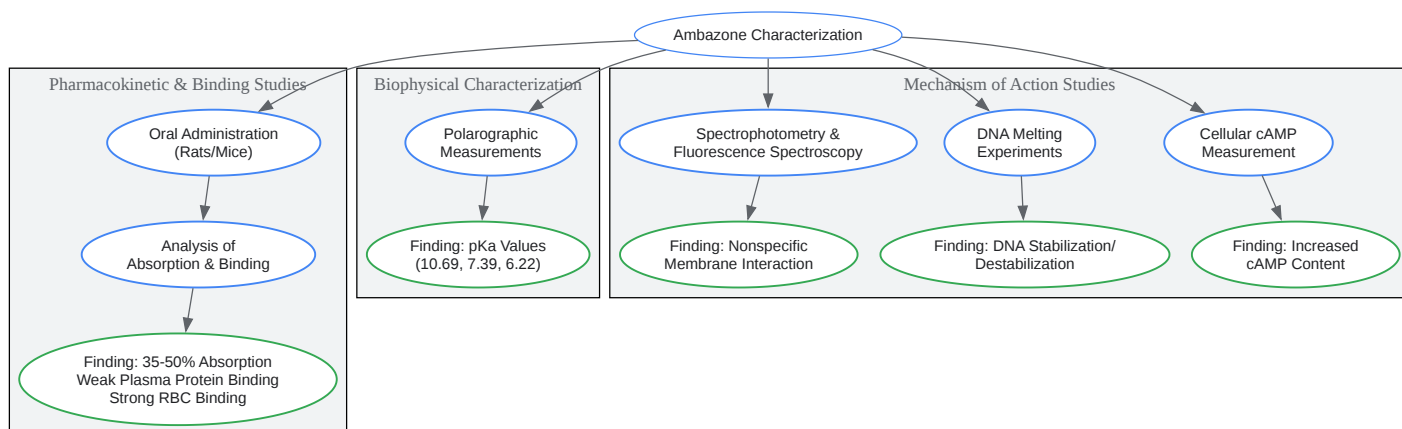 Ambazone Characterization
Pharmacokinetic & Binding Studies
Oral Administration
(Rats/Mice)
Analysis of
Absorption & Binding
Finding: 35-50% Absorption
Weak Plasma Protein Binding
Strong RBC Binding
Biophysical Characterization
Polarographic
Measurements
Finding: pKa Values
(10.69, 7.39, 6.22)
Mechanism of Action Studies
Spectrophotometry &
Fluorescence Spectroscopy
Finding: Nonspecific
Membrane Interaction
DNA Melting
Experiments
Finding: DNA Stabilization/
Destabilization
Cellular cAMP
Measurement
Finding: Increased
cAMP Content